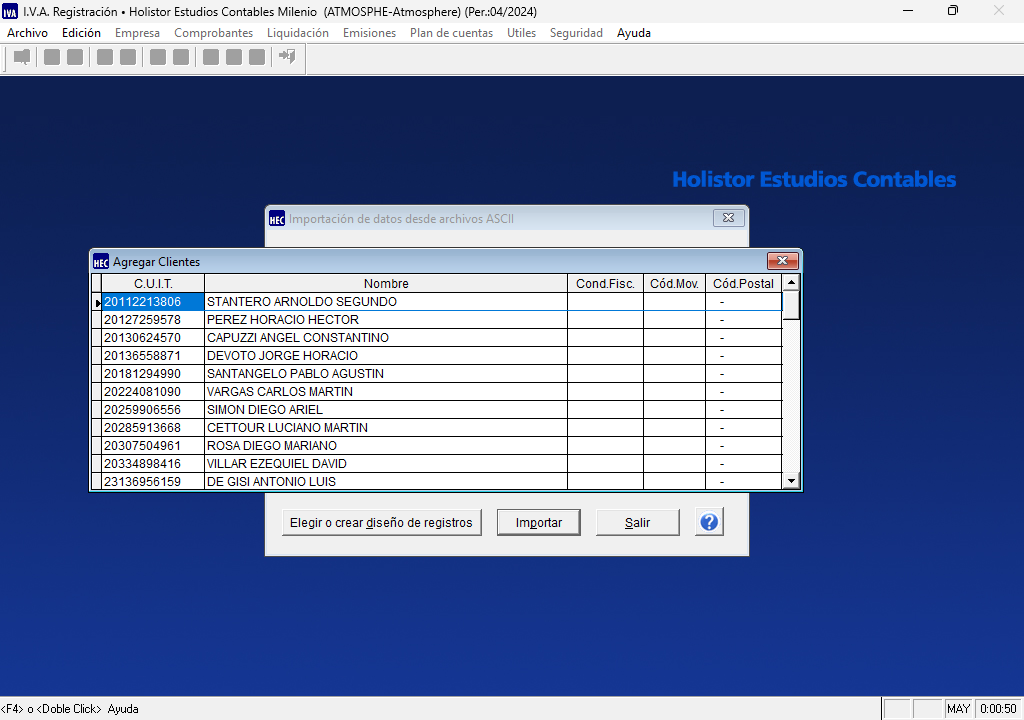 IVA I.V.A. Registración • Holistor Estudios Contables Milenio (ATMOSPHE-Atmosphere) (Per.:04/2024)
Archivo Edición Empresa Comprobantes Liquidación Emisiones Plan de cuentas Utiles Seguridad Ayuda
Holistor Estudios Contables
HEC Importación de datos desde archivos ASCII
HEC Agregar Clientes
C.U.I.T. Nombre Cond.Fisc. Cód.Mov. Cód.Postal
20112213806 STANTERO ARNOLDO SEGUNDO -
20127259578 PEREZ HORACIO HECTOR -
20130624570 CAPUZZI ANGEL CONSTANTINO -
20136558871 DEVOTO JORGE HORACIO -
20181294990 SANTANGELO PABLO AGUSTIN -
20224081090 VARGAS CARLOS MARTIN -
20259906556 SIMON DIEGO ARIEL -
20285913668 CETTOUR LUCIANO MARTIN -
20307504961 ROSA DIEGO MARIANO -
20334898416 VILLAR EZEQUIEL DAVID -
23136956159 DE GISI ANTONIO LUIS -
Elegir o crear diseño de registros Importar Salir ?
<F4> o <Doble Click> Ayuda MAY 0:00:50